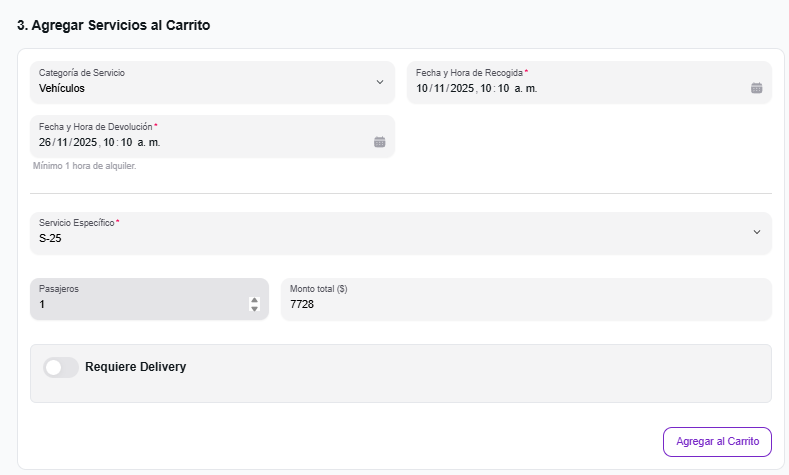 3. Agregar Servicios al Carrito
Categoría de Servicio
Vehículos
Fecha y Hora de Recogida*
10/11/2025, 10:10 a. m.
Fecha y Hora de Devolución*
26/11/2025, 10:10 a. m.
Mínimo 1 hora de alquiler.
Servicio Específico*
S-25
Pasajeros
1
Monto total ($)
7728
Requiere Delivery
Agregar al Carrito